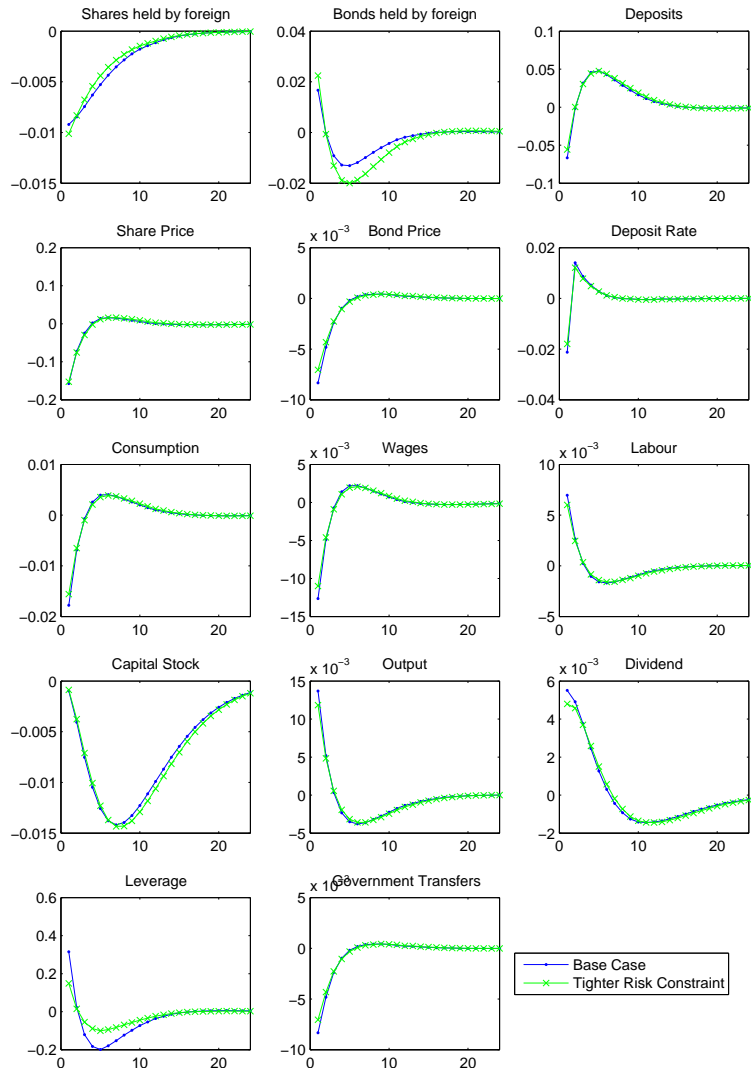 Shares held by foreign Bonds held by foreign Deposits
0 0.04 0.1
−0.005 0.02 0.05
−0.01 0 0
−0.05
−0.015 −0.02 −0.1
0 10 20 0 10 20 0 10 20
Share Price x 10−3 Bond Price Deposit Rate
0.2 5 0.02
0.1 0
0 0
−0.1 −5 −0.02
−0.2 −10 −0.04
0 10 20 0 10 20 0 10 20
Consumption x 10−3 Wages x 10−3 Labour
0.01 5 10
0 0 5
−5
−0.01 −10 0
−0.02 −15 −5
0 10 20 0 10 20 0 10 20
Capital Stock x 10−3 Output x 10−3 Dividend
0 15 6
−0.005 10 4
5 2
−0.01 0 0
−0.015 −5 −2
0 10 20 0 10 20 0 10 20
Leverage x 10−3 Government Transfers
0.6 5
0.4 0
0.2
0 −5
−0.2 −10
0 10 20 0 10 20
Base Case
Tighter Risk Constraint